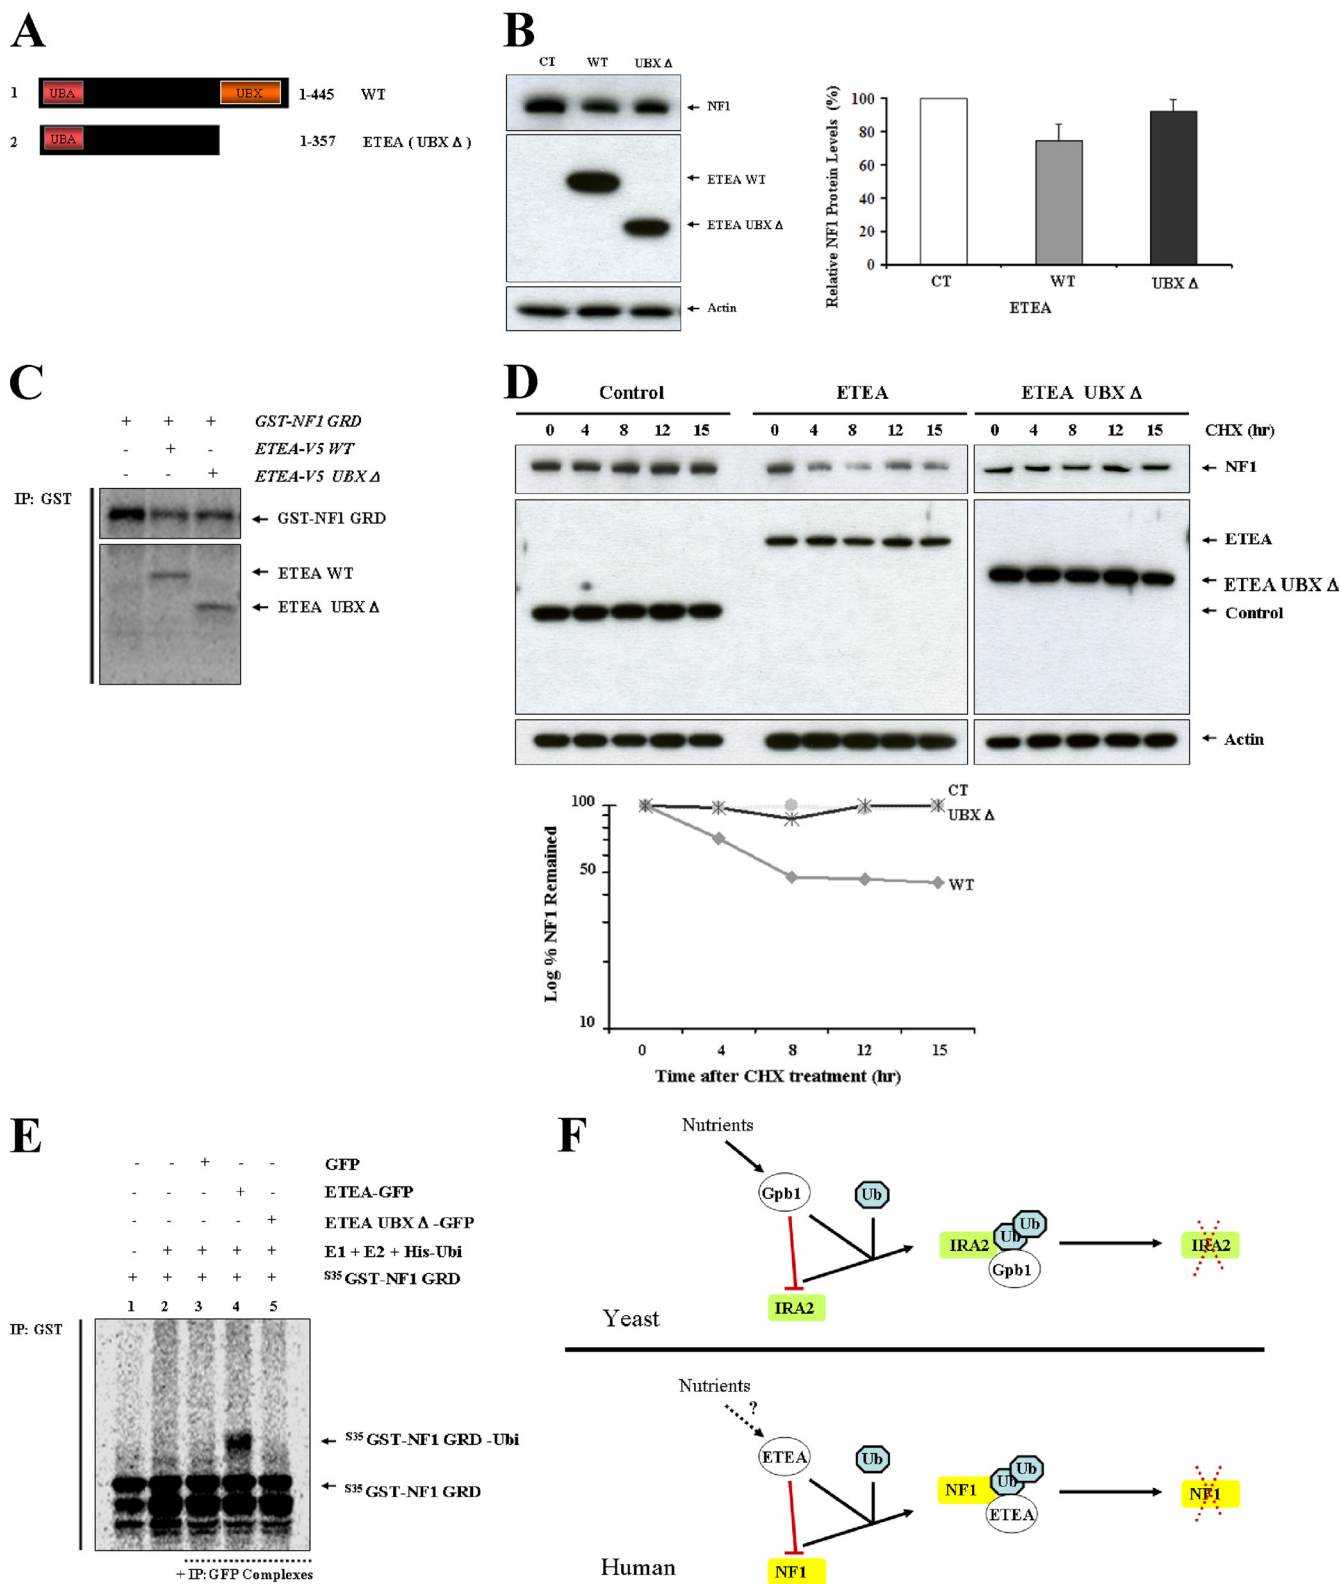 A
1 UBA UBX 1-445 WT
2 UBA 1-357 ETEA ( UBX Δ )
B
CT WT UBX Δ
NF1
ETEA WT
ETEA UBX Δ
Actin
Relative NF1 Protein Levels (%)
100
80
60
40
20
0
CT WT UBX Δ
ETEA
C
+ + + GST-NF1 GRD
- + - ETEA-V5 WT
- - + ETEA-V5 UBX Δ
IP: GST
GST-NF1 GRD
ETEA WT
ETEA UBX Δ
D
Control ETEA ETEA UBX Δ
0 4 8 12 15 0 4 8 12 15 0 4 8 12 15 CHX (hr)
NF1
ETEA
ETEA UBX Δ
Control
Actin
Log % NF1 Remained
100
50
10
CT
UBX Δ
WT
0 4 8 12 15
Time after CHX treatment (hr)
E
- - + - - GFP
- - - + - ETEA-GFP
- - - - + ETEA UBX Δ -GFP
- + + + + E1 + E2 + His-Ubi
+ + + + + S35 GST-NF1 GRD
1 2 3 4 5
IP: GST
S35 GST-NF1 GRD -Ubi
S35 GST-NF1 GRD
+ IP: GFP Complexes
F
Nutrients
Gpb1 Ub
IRA2
IRA2 Ub Ub
Gpb1
IRA2
Yeast
Nutrients
?
ETEA Ub
NF1
NF1 Ub Ub
ETEA
NF1
Human